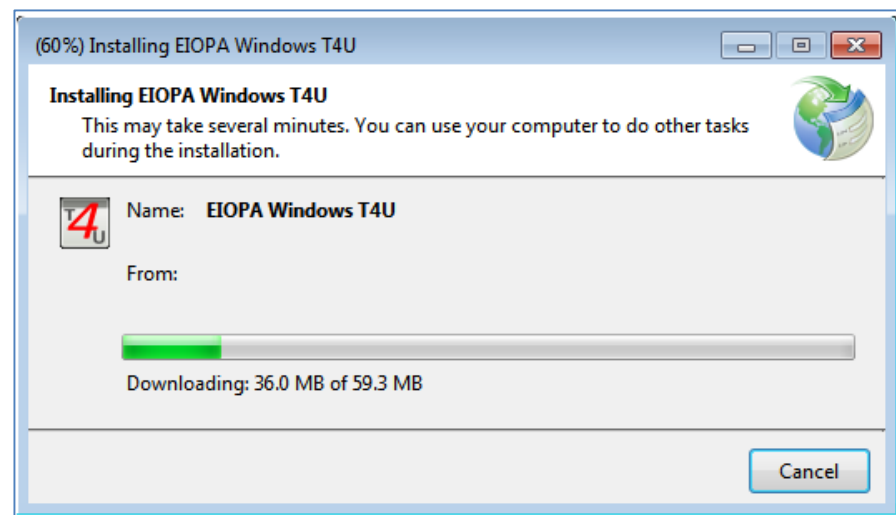 (60%) Installing EIOPA Windows T4U
Installing EIOPA Windows T4U
This may take several minutes. You can use your computer to do other tasks
during the installation.
T4U
Name: EIOPA Windows T4U
From:
Downloading: 36.0 MB of 59.3 MB
Cancel